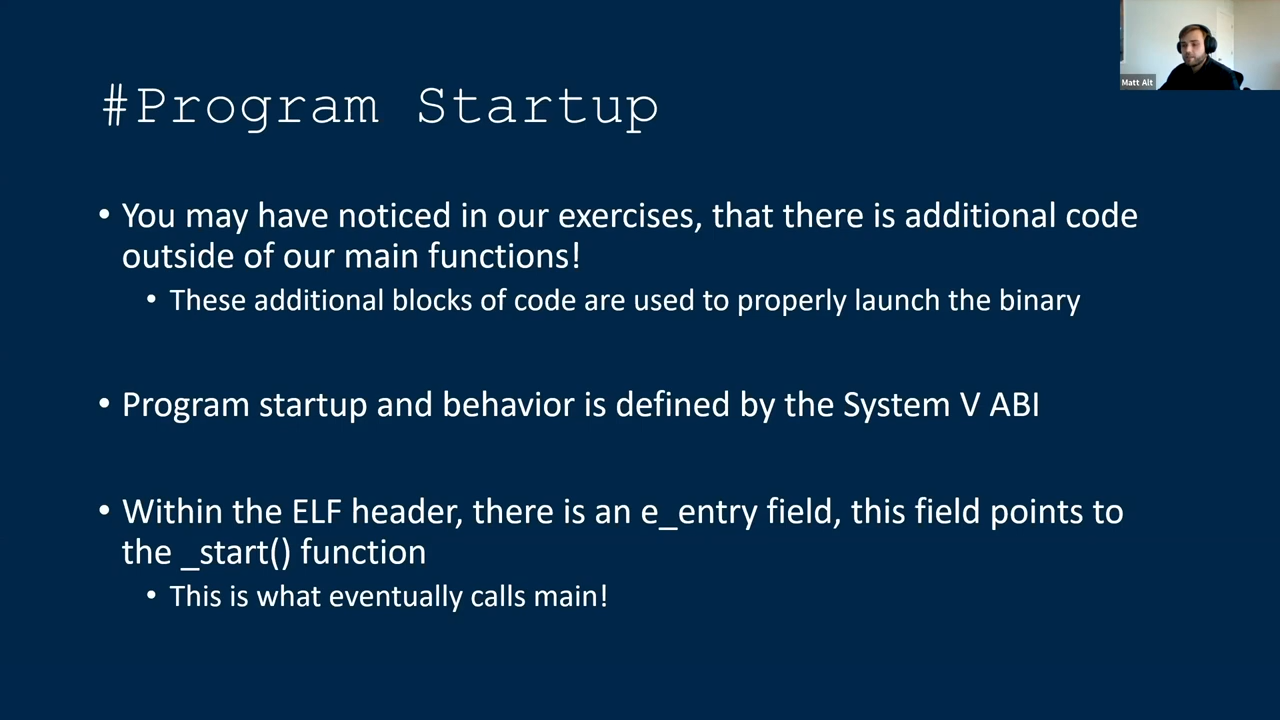 Matt Alt
#Program Startup
• You may have noticed in our exercises, that there is additional code
outside of our main functions!
• These additional blocks of code are used to properly launch the binary
• Program startup and behavior is defined by the System V ABI
• Within the ELF header, there is an e_entry field, this field points to
the _start() function
• This is what eventually calls main!